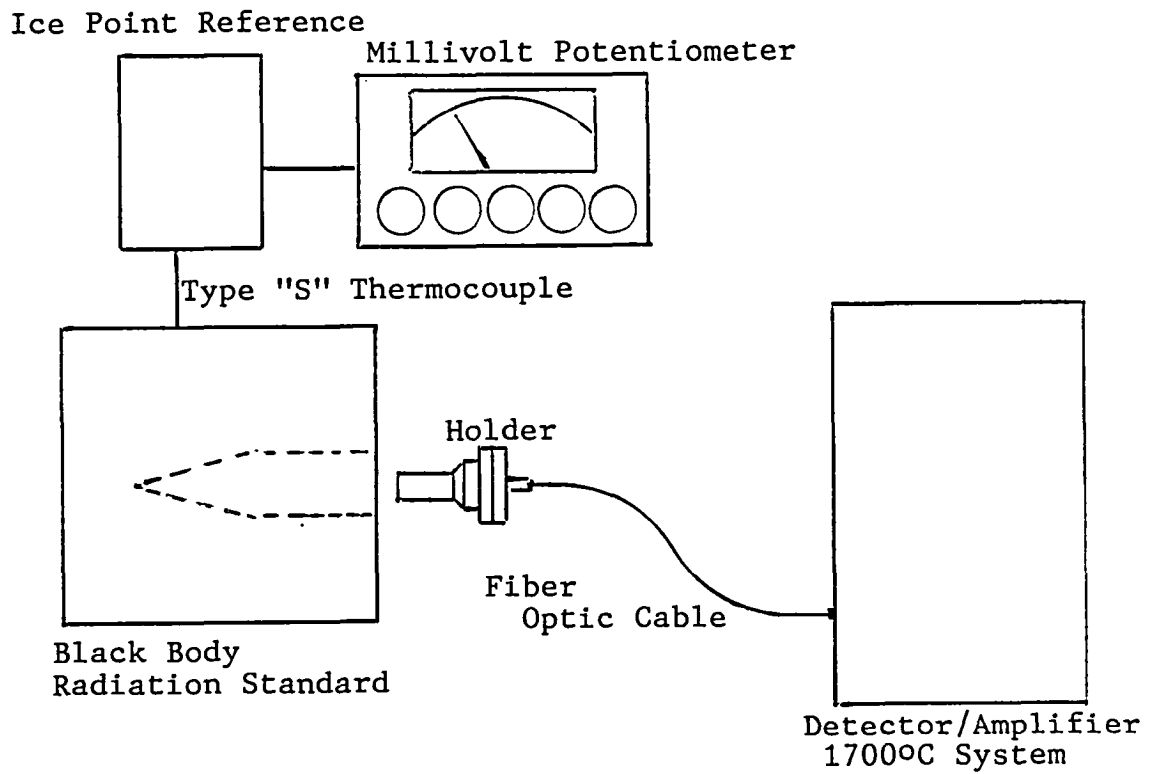 Ice Point Reference
Millivolt Potentiometer
Type "S" Thermocouple
Holder
Fiber
Optic Cable
Black Body
Radiation Standard
Detector/Amplifier
1700ºC System